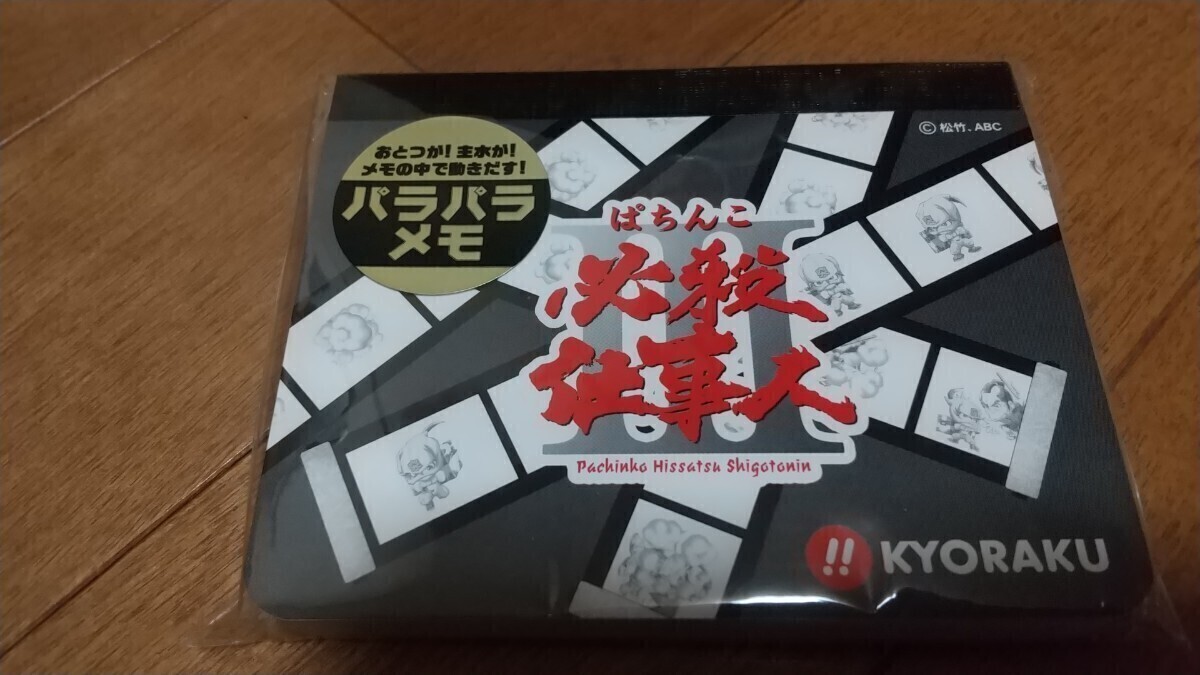 © 松竹、ABC
おとつが!主水が!
メモの中で動きだす!
パラパラ
メモ
ぱちんこ
必殺
仕事人
III
Pachinko Hissatsu Shigotonin
!! KYORAKU